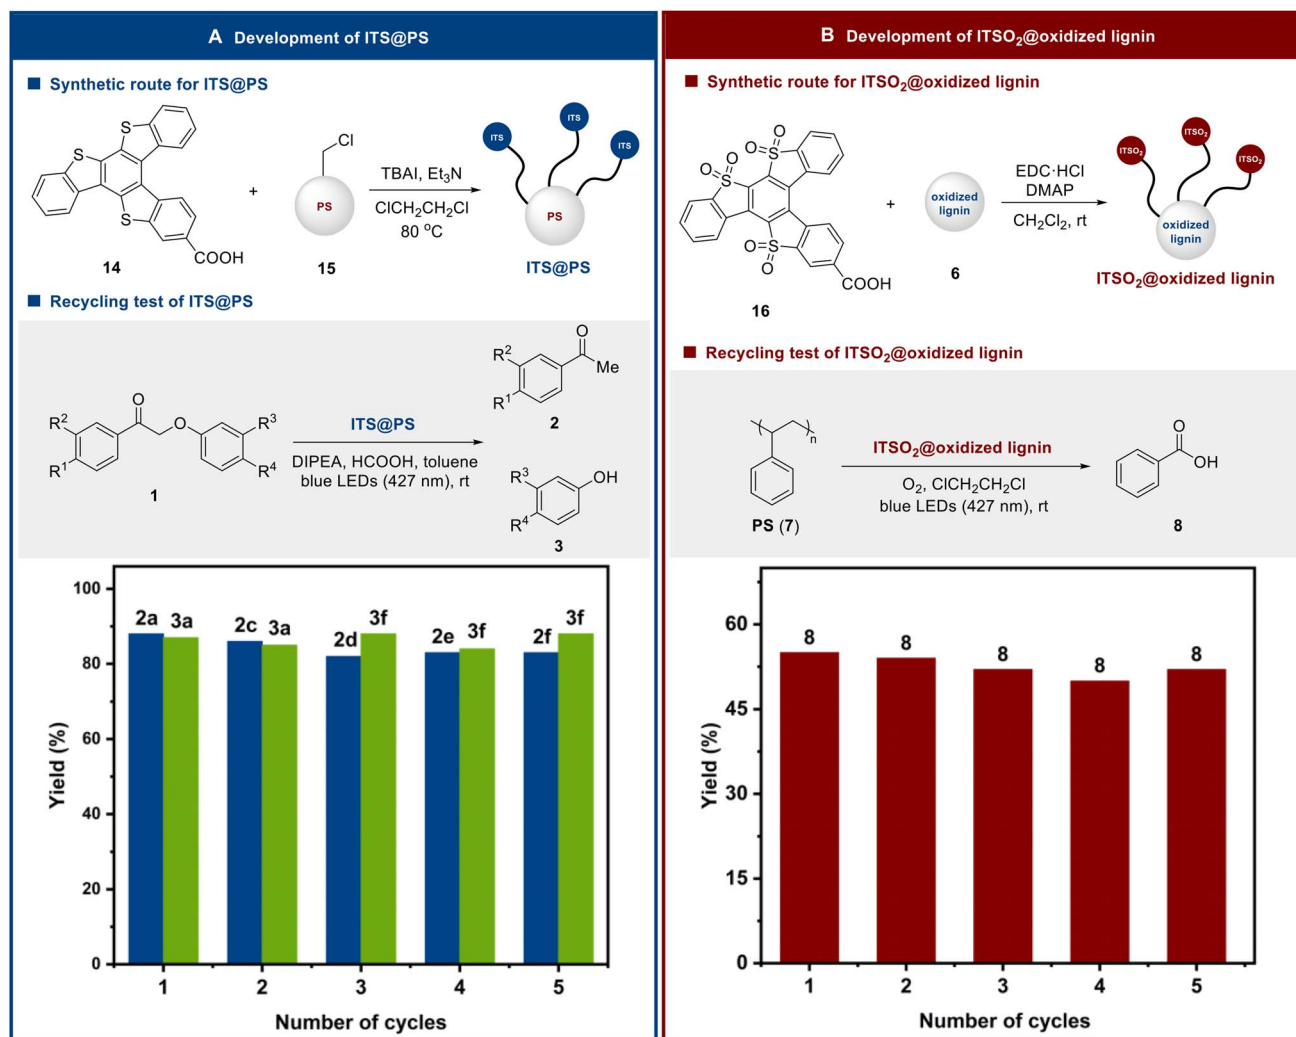 A Development of ITS@PS
Synthetic route for ITS@PS
S
S
S
COOH
14
+
Cl
PS
15
TBAI, Et₃N
ClCH₂CH₂Cl
80 °C
ITS
ITS
ITS
PS
ITS@PS
Recycling test of ITS@PS
R²
O
O
R³
R¹
R⁴
1
ITS@PS
DIPEA, HCOOH, toluene
blue LEDs (427 nm), rt
O
R²
Me
R¹
2
R³
OH
R⁴
3
Yield (%)
100
80
60
40
20
0
2a 3a
2c 3a
2d 3f
2e 3f
2f 3f
1 2 3 4 5
Number of cycles
B Development of ITSO₂@oxidized lignin
Synthetic route for ITSO₂@oxidized lignin
O
O
S
O
O
S
S
O
O
COOH
16
+
oxidized
lignin
6
EDC·HCl
DMAP
CH₂Cl₂, rt
ITSO₂
ITSO₂
ITSO₂
oxidized
lignin
ITSO₂@oxidized lignin
Recycling test of ITSO₂@oxidized lignin
n
PS (7)
ITSO₂@oxidized lignin
O₂, ClCH₂CH₂Cl
blue LEDs (427 nm), rt
O
OH
8
Yield (%)
60
45
30
15
0
8 8 8 8 8
1 2 3 4 5
Number of cycles